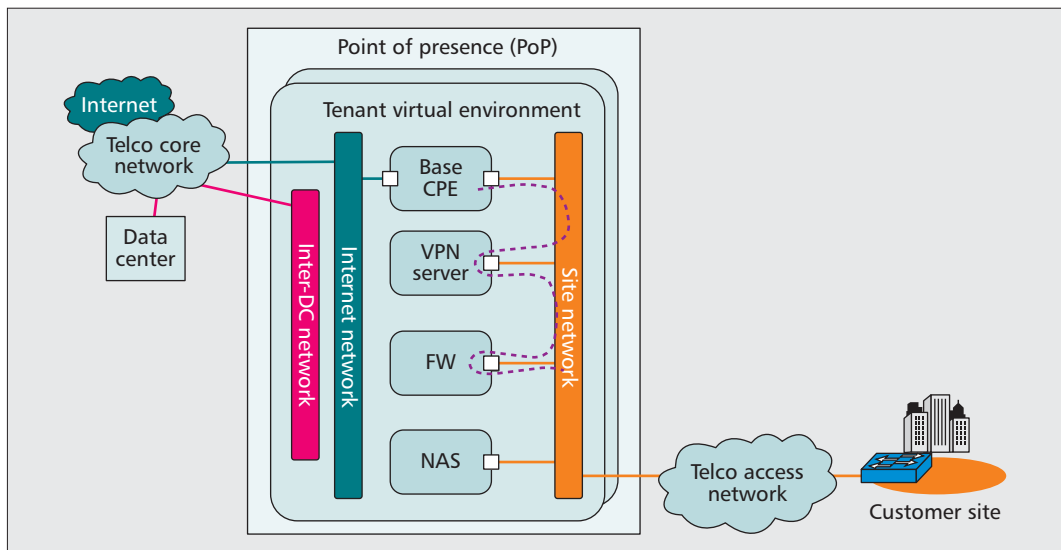 Point of presence (PoP)
Tenant virtual environment
Internet
Telco core
network
Data
center
Inter-DC network
Internet network
Base
CPE
VPN
server
FW
NAS
Site network
Telco access
network
Customer site